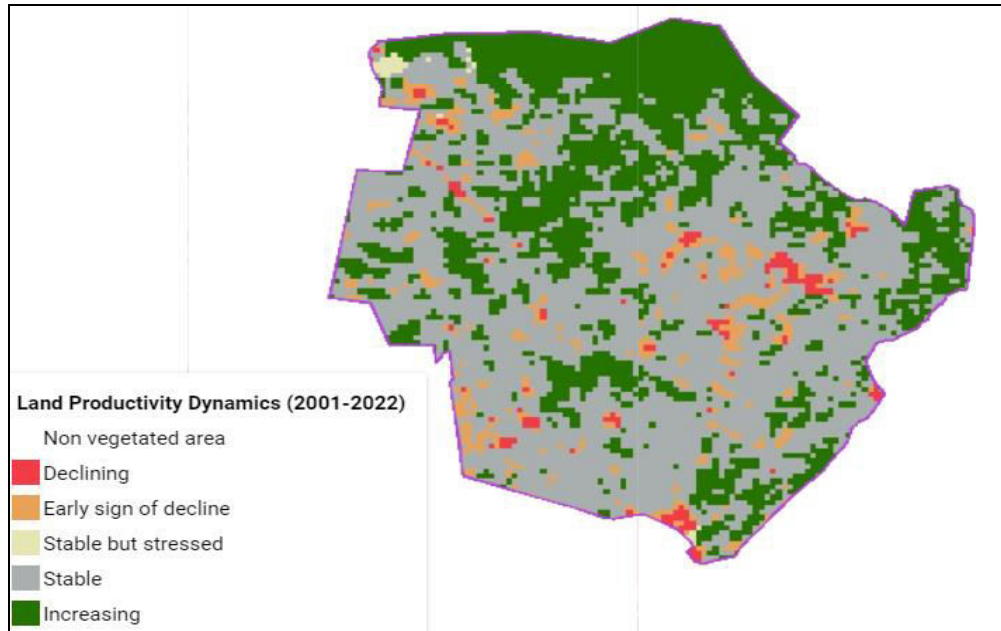 Land Productivity Dynamics (2001-2022)
Non vegetated area
Declining
Early sign of decline
Stable but stressed
Stable
Increasing